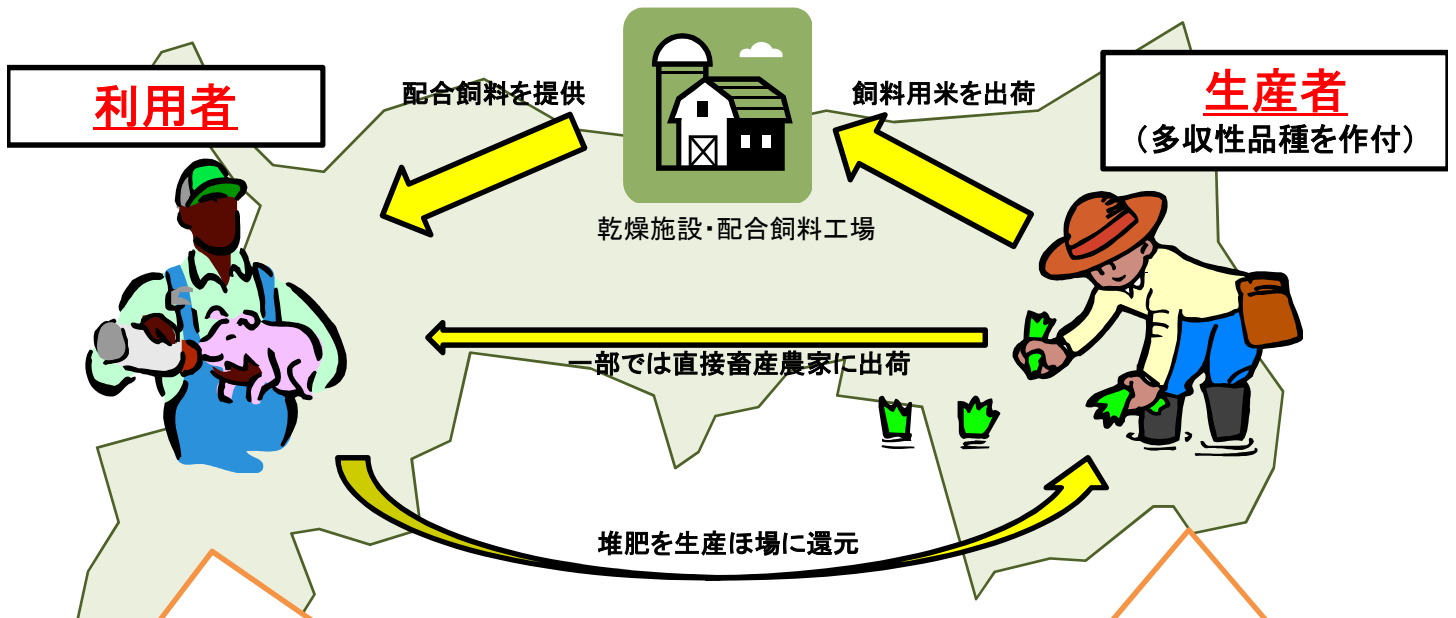 利用者
配合飼料を提供
飼料用米を出荷
生産者
（多収性品種を作付）
乾燥施設・配合飼料工場
一部では直接畜産農家に出荷
堆肥を生産ほ場に還元